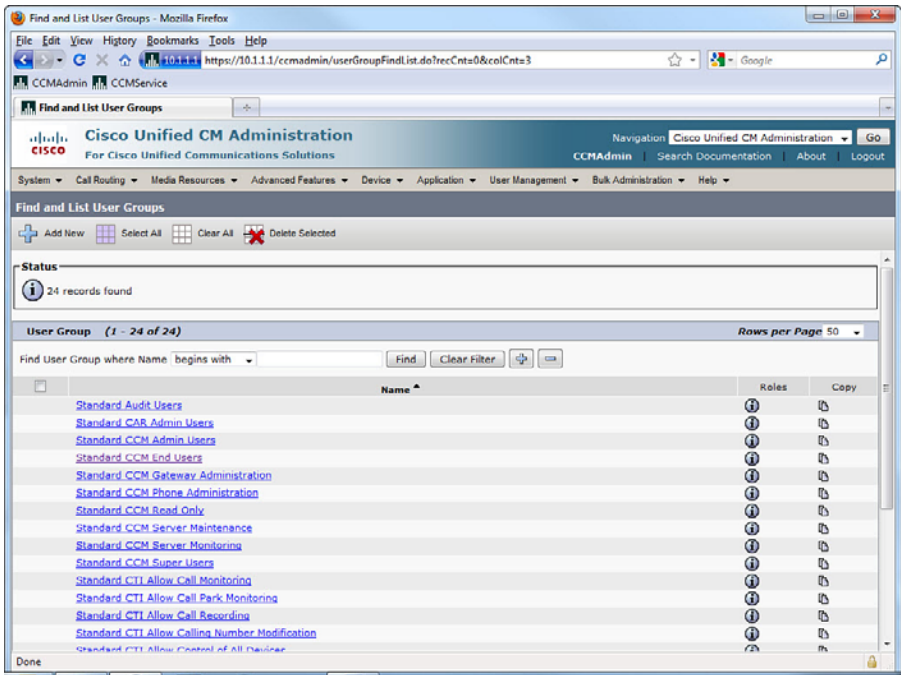 Find and List User Groups - Mozilla Firefox
File Edit View History Bookmarks Tools Help
10.1.1.1 https://10.1.1.1/ccmadmin/userGroupFindList.do?recCnt=0&colCnt=3 Google
CCMAdmin CCMService
Find and List User Groups
cisco Cisco Unified CM Administration Navigation Cisco Unified CM Administration Go
For Cisco Unified Communications Solutions CCMAdmin | Search Documentation | About | Logout
System Call Routing Media Resources Advanced Features Device Application User Management Bulk Administration Help
Find and List User Groups
Add New Select All Clear All Delete Selected
Status
24 records found
User Group (1 - 24 of 24) Rows per Page 50
Find User Group where Name begins with Find Clear Filter
Name Roles Copy
Standard Audit Users
Standard CAR Admin Users
Standard CCM Admin Users
Standard CCM End Users
Standard CCM Gateway Administration
Standard CCM Phone Administration
Standard CCM Read Only
Standard CCM Server Maintenance
Standard CCM Server Monitoring
Standard CCM Super Users
Standard CTI Allow Call Monitoring
Standard CTI Allow Call Park Monitoring
Standard CTI Allow Call Recording
Standard CTI Allow Calling Number Modification
Standard CTI Allow Control of All Devices
Done